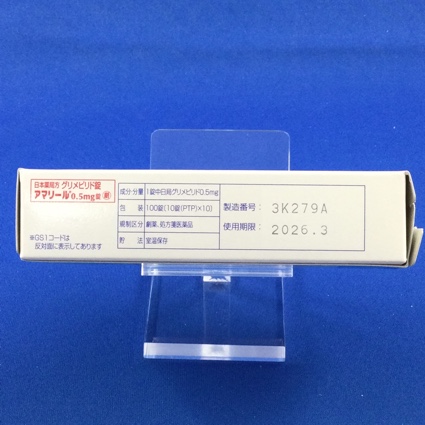 日本薬局方 グリメピリド錠
アマリール®0.5mg錠
※GS1コードは
反対面に表示してあります
成分・分量 1錠中日局グリメピリド0.5mg
包装 100錠(10錠(PTP)×10)
規制区分 劇薬、処方箋医薬品
貯法 室温保存
製造番号: 3K279A
使用期限: 2026.3